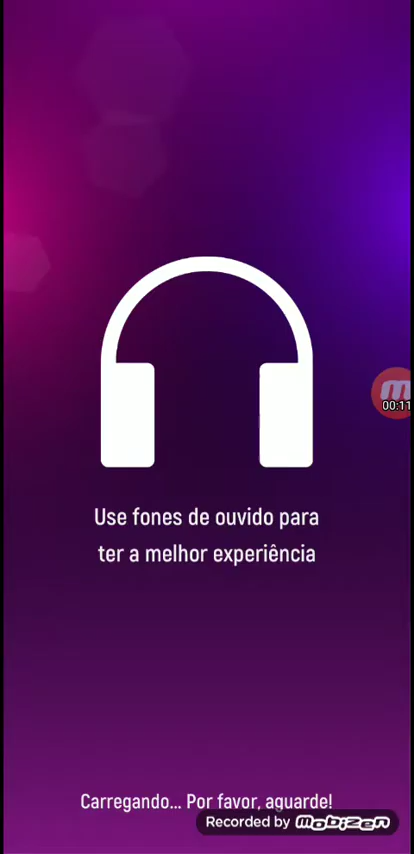 m
00:11
Use fones de ouvido para
ter a melhor experiência
Carregando... Por favor, aguarde!
Recorded by mobizen